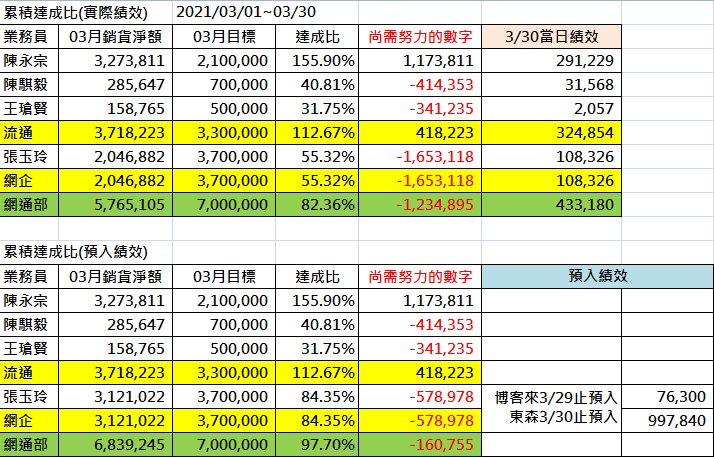 累積達成比(實際績效) 2021/03/01~03/30
業務員 03月銷貨淨額 03月目標 達成比 尚需努力的數字 3/30當日績效
陳永宗 3,273,811 2,100,000 155.90% 1,173,811 291,229
陳騏毅 285,647 700,000 40.81% -414,353 31,568
王瑲賢 158,765 500,000 31.75% -341,235 2,057
流通 3,718,223 3,300,000 112.67% 418,223 324,854
張玉玲 2,046,882 3,700,000 55.32% -1,653,118 108,326
網企 2,046,882 3,700,000 55.32% -1,653,118 108,326
網通部 5,765,105 7,000,000 82.36% -1,234,895 433,180
累積達成比(預入績效)
業務員 03月銷貨淨額 03月目標 達成比 尚需努力的數字 預入績效
陳永宗 3,273,811 2,100,000 155.90% 1,173,811
陳騏毅 285,647 700,000 40.81% -414,353
王瑲賢 158,765 500,000 31.75% -341,235
流通 3,718,223 3,300,000 112.67% 418,223
張玉玲 3,121,022 3,700,000 84.35% -578,978 博客來3/29止預入 76,300
網企 3,121,022 3,700,000 84.35% -578,978 東森3/30止預入 997,840
網通部 6,839,245 7,000,000 97.70% -160,755